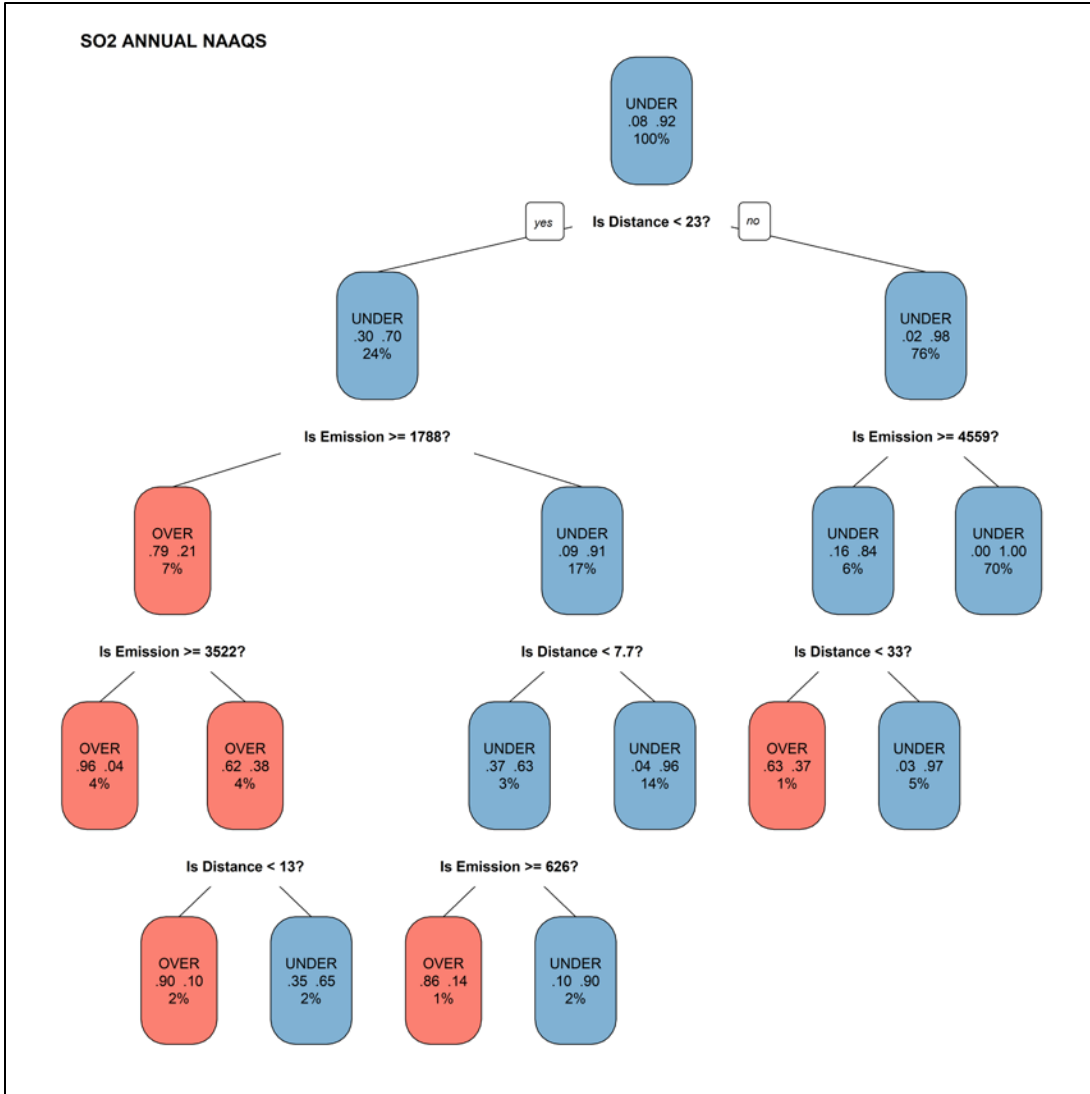 SO2 ANNUAL NAAQS
UNDER
.08 .92
100%
yes
Is Distance < 23?
no
UNDER
.30 .70
24%
UNDER
.02 .98
76%
Is Emission >= 1788?
Is Emission >= 4559?
OVER
.79 .21
7%
UNDER
.09 .91
17%
UNDER
.16 .84
6%
UNDER
.00 1.00
70%
Is Emission >= 3522?
Is Distance < 7.7?
Is Distance < 33?
OVER
.96 .04
4%
OVER
.62 .38
4%
UNDER
.37 .63
3%
UNDER
.04 .96
14%
OVER
.63 .37
1%
UNDER
.03 .97
5%
Is Distance < 13?
Is Emission >= 626?
OVER
.90 .10
2%
UNDER
.35 .65
2%
OVER
.86 .14
1%
UNDER
.10 .90
2%